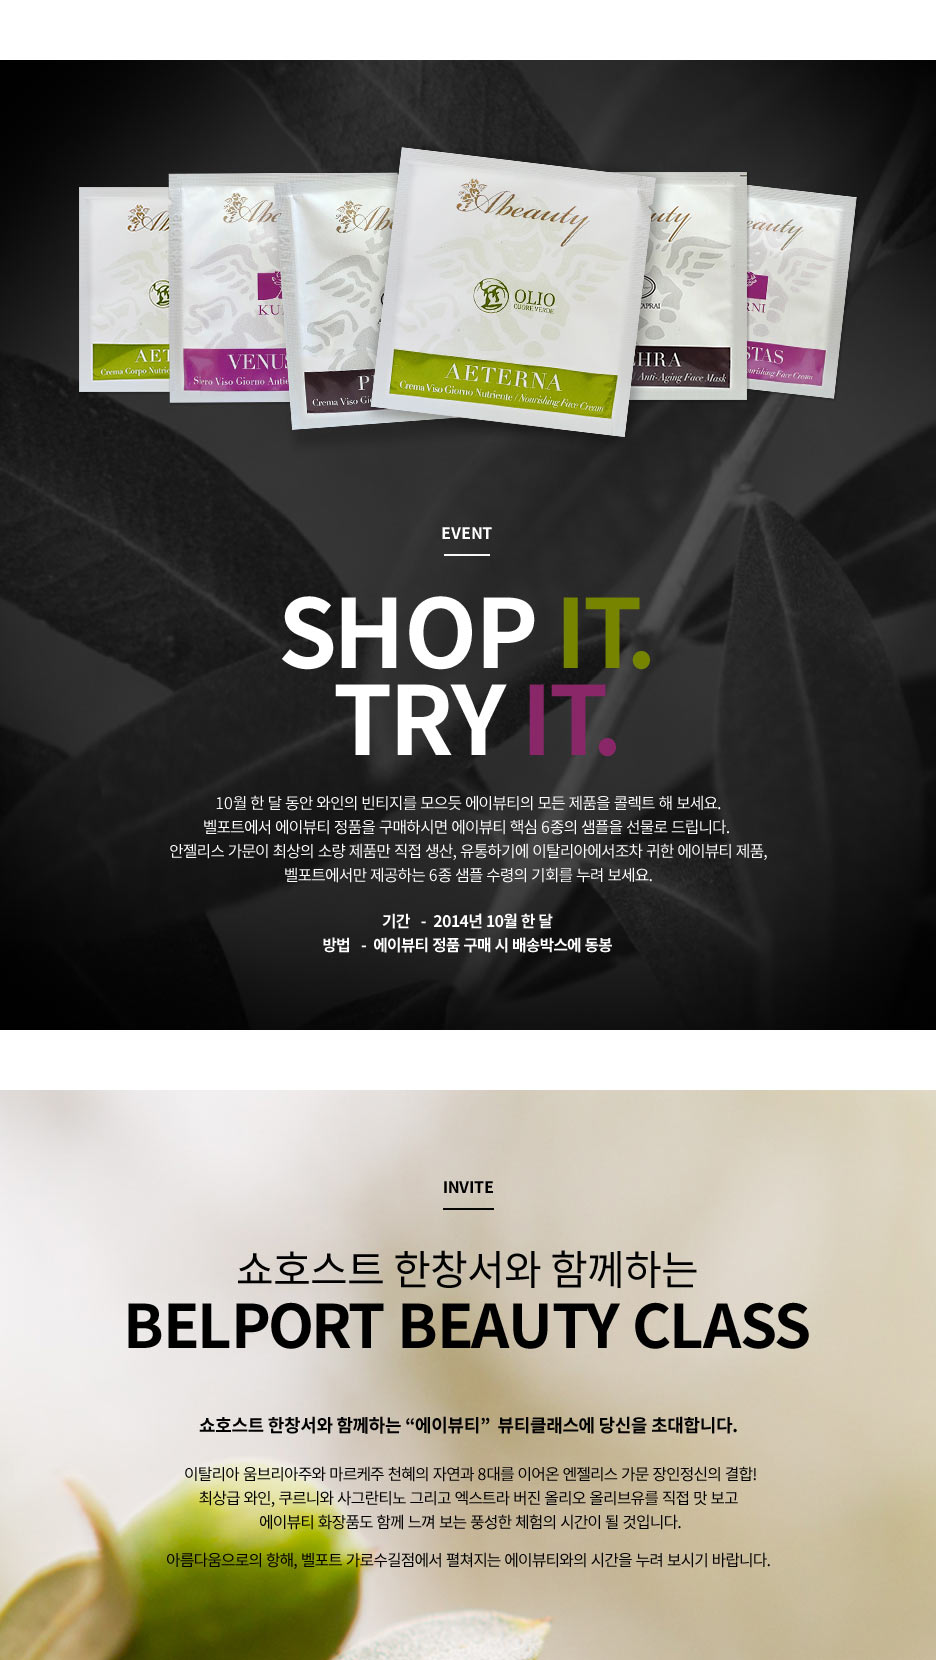 Abeauty
OLIO
CUORE VERDE
AETERNA
Crema Viso Giorno Nutriente / Nourishing Face Cream
VENUS
Siero Viso Giorno
Crema Corpo
Crema Viso
Anti-Aging Face Mask
Face Cream
EVENT
SHOP IT.
TRY IT.
10월 한 달 동안 와인의 빈티지를 모으듯 에이뷰티의 모든 제품을 콜렉트 해 보세요.
벨포트에서 에이뷰티 정품을 구매하시면 에이뷰티 핵심 6종의 샘플을 선물로 드립니다.
안젤리스 가문이 최상의 소량 제품만 직접 생산, 유통하기에 이탈리아에서조차 귀한 에이뷰티 제품,
벨포트에서만 제공하는 6종 샘플 수령의 기회를 누려 보세요.
기간 - 2014년 10월 한 달
방법 - 에이뷰티 정품 구매 시 배송박스에 동봉
INVITE
쇼호스트 한창서와 함께하는
BELPORT BEAUTY CLASS
쇼호스트 한창서와 함께하는 “에이뷰티” 뷰티클래스에 당신을 초대합니다.
이탈리아 움브리아주와 마르케주 천혜의 자연과 8대를 이어온 엔젤리스 가문 장인정신의 결합!
최상급 와인, 쿠르니와 사그란티노 그리고 엑스트라 버진 올리오 올리브유를 직접 맛 보고
에이뷰티 화장품도 함께 느껴 보는 풍성한 체험의 시간이 될 것입니다.
아름다움으로의 항해, 벨포트 가로수길점에서 펼쳐지는 에이뷰티와의 시간을 누려 보시기 바랍니다.